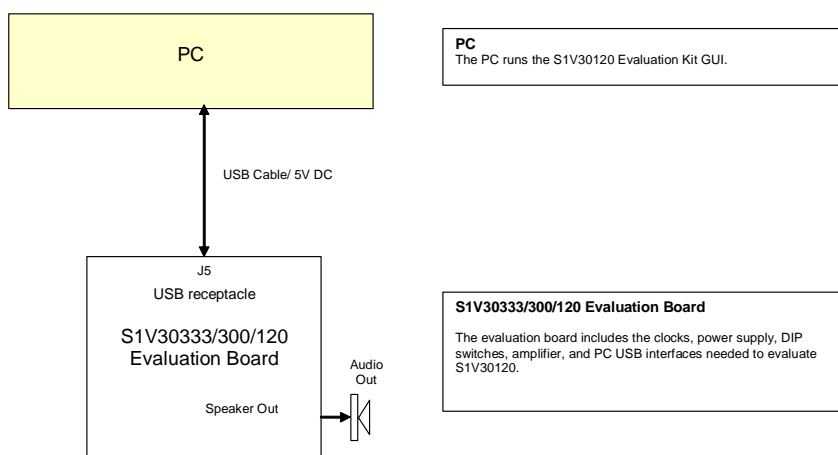 PC
PC
The PC runs the S1V30120 Evaluation Kit GUI.
USB Cable/ 5V DC
J5
USB receptacle
S1V30333/300/120
Evaluation Board
Speaker Out
Audio
Out
S1V30333/300/120 Evaluation Board
The evaluation board includes the clocks, power supply, DIP
switches, amplifier, and PC USB interfaces needed to evaluate
S1V30120.